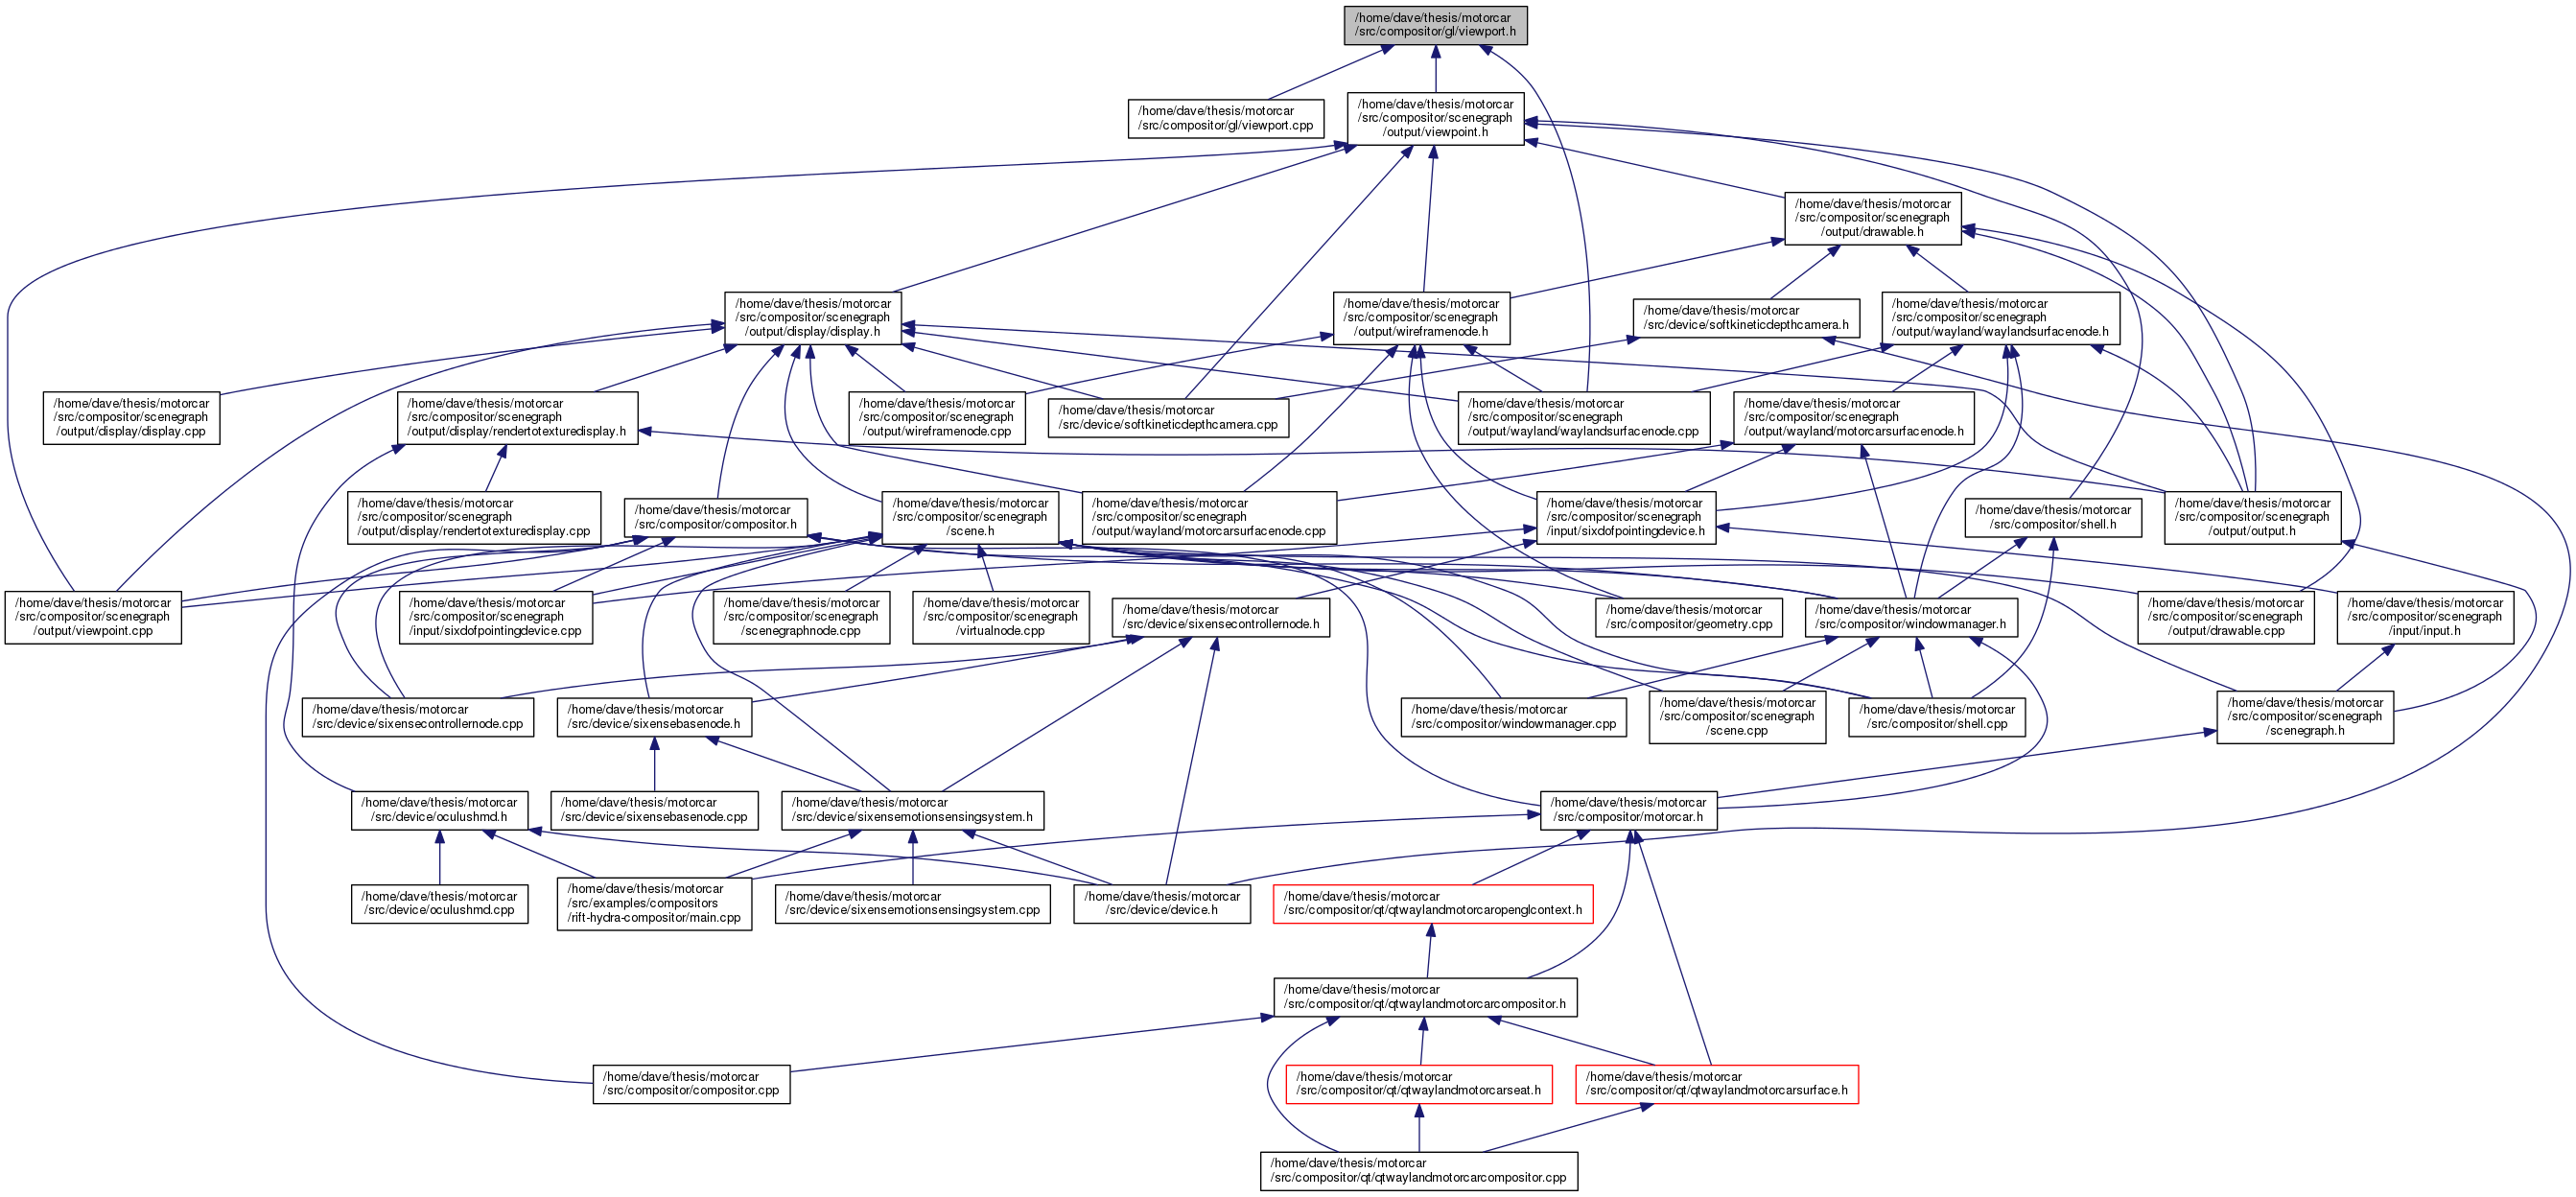 /home/dave/thesis/motorcar
/src/compositor/gl/viewport.h
/home/dave/thesis/motorcar
/src/compositor/gl/viewport.cpp
/home/dave/thesis/motorcar
/src/compositor/scenegraph
/output/viewpoint.h
/home/dave/thesis/motorcar
/src/compositor/scenegraph
/output/drawable.h
/home/dave/thesis/motorcar
/src/compositor/scenegraph
/output/display/display.h
/home/dave/thesis/motorcar
/src/compositor/scenegraph
/output/wireframenode.h
/home/dave/thesis/motorcar
/src/device/softkineticdepthcamera.h
/home/dave/thesis/motorcar
/src/compositor/scenegraph
/output/wayland/waylandsurfacenode.h
/home/dave/thesis/motorcar
/src/compositor/scenegraph
/output/display/display.cpp
/home/dave/thesis/motorcar
/src/compositor/scenegraph
/output/display/rendertotexturedisplay.h
/home/dave/thesis/motorcar
/src/compositor/scenegraph
/output/wireframenode.cpp
/home/dave/thesis/motorcar
/src/device/softkineticdepthcamera.cpp
/home/dave/thesis/motorcar
/src/compositor/scenegraph
/output/wayland/waylandsurfacenode.cpp
/home/dave/thesis/motorcar
/src/compositor/scenegraph
/output/wayland/motorcarsurfacenode.h
/home/dave/thesis/motorcar
/src/compositor/scenegraph
/output/display/rendertotexturedisplay.cpp
/home/dave/thesis/motorcar
/src/compositor/compositor.h
/home/dave/thesis/motorcar
/src/compositor/scenegraph
/scene.h
/home/dave/thesis/motorcar
/src/compositor/scenegraph
/output/wayland/motorcarsurfacenode.cpp
/home/dave/thesis/motorcar
/src/compositor/scenegraph
/input/sixdofpointingdevice.h
/home/dave/thesis/motorcar
/src/compositor/shell.h
/home/dave/thesis/motorcar
/src/compositor/scenegraph
/output/output.h
/home/dave/thesis/motorcar
/src/compositor/scenegraph
/output/viewpoint.cpp
/home/dave/thesis/motorcar
/src/compositor/scenegraph
/input/sixdofpointingdevice.cpp
/home/dave/thesis/motorcar
/src/compositor/scenegraph
/scenegraphnode.cpp
/home/dave/thesis/motorcar
/src/compositor/scenegraph
/virtualnode.cpp
/home/dave/thesis/motorcar
/src/device/sixensecontrollernode.h
/home/dave/thesis/motorcar
/src/compositor/geometry.cpp
/home/dave/thesis/motorcar
/src/compositor/windowmanager.h
/home/dave/thesis/motorcar
/src/compositor/scenegraph
/output/drawable.cpp
/home/dave/thesis/motorcar
/src/compositor/scenegraph
/input/input.h
/home/dave/thesis/motorcar
/src/device/sixensecontrollernode.cpp
/home/dave/thesis/motorcar
/src/device/sixensebasenode.h
/home/dave/thesis/motorcar
/src/compositor/windowmanager.cpp
/home/dave/thesis/motorcar
/src/compositor/scenegraph
/scene.cpp
/home/dave/thesis/motorcar
/src/compositor/shell.cpp
/home/dave/thesis/motorcar
/src/compositor/scenegraph
/scenegraph.h
/home/dave/thesis/motorcar
/src/device/oculushmd.h
/home/dave/thesis/motorcar
/src/device/sixensebasenode.cpp
/home/dave/thesis/motorcar
/src/device/sixensemotionsensingsystem.h
/home/dave/thesis/motorcar
/src/compositor/motorcar.h
/home/dave/thesis/motorcar
/src/device/oculushmd.cpp
/home/dave/thesis/motorcar
/src/examples/compositors
/rift-hydra-compositor/main.cpp
/home/dave/thesis/motorcar
/src/device/sixensemotionsensingsystem.cpp
/home/dave/thesis/motorcar
/src/device/device.h
/home/dave/thesis/motorcar
/src/compositor/qt/qtwaylandmotorcaropenglcontext.h
/home/dave/thesis/motorcar
/src/compositor/qt/qtwaylandmotorcarcompositor.h
/home/dave/thesis/motorcar
/src/compositor/compositor.cpp
/home/dave/thesis/motorcar
/src/compositor/qt/qtwaylandmotorcarseat.h
/home/dave/thesis/motorcar
/src/compositor/qt/qtwaylandmotorcarsurface.h
/home/dave/thesis/motorcar
/src/compositor/qt/qtwaylandmotorcarcompositor.cpp